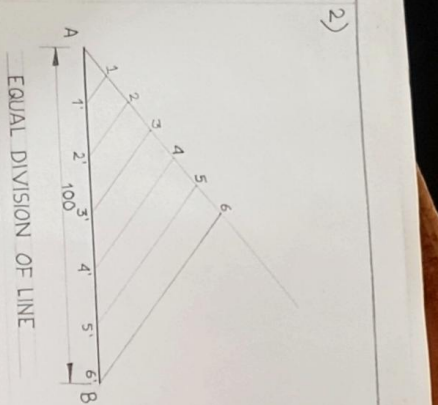 2)
1 2 3 4 5 6
A 1' 2' 3' 4' 5' 6' B
100
EQUAL DIVISION OF LINE